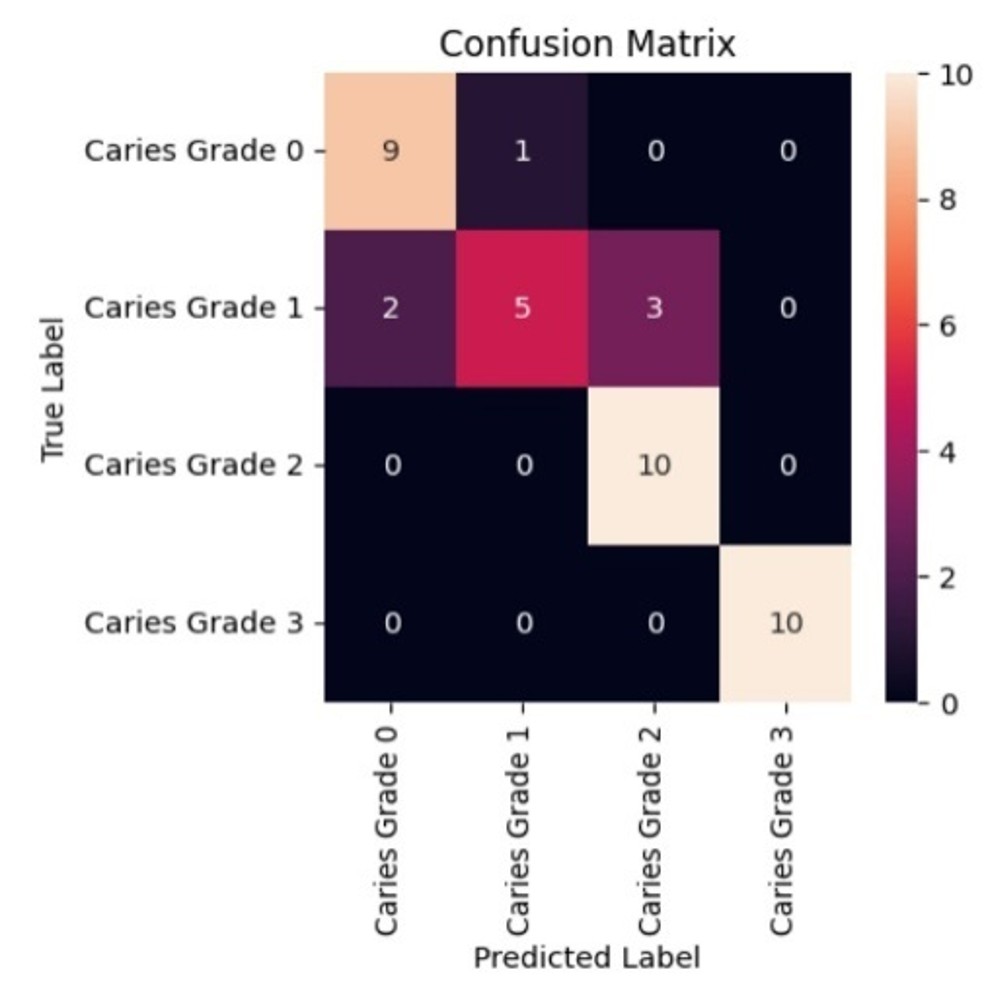 Confusion Matrix
Caries Grade 0 9 1 0 0
Caries Grade 1 2 5 3 0
Caries Grade 2 0 0 10 0
Caries Grade 3 0 0 0 10
True Label
Caries Grade 0
Caries Grade 1
Caries Grade 2
Caries Grade 3
Predicted Label
10
8
6
4
2
0